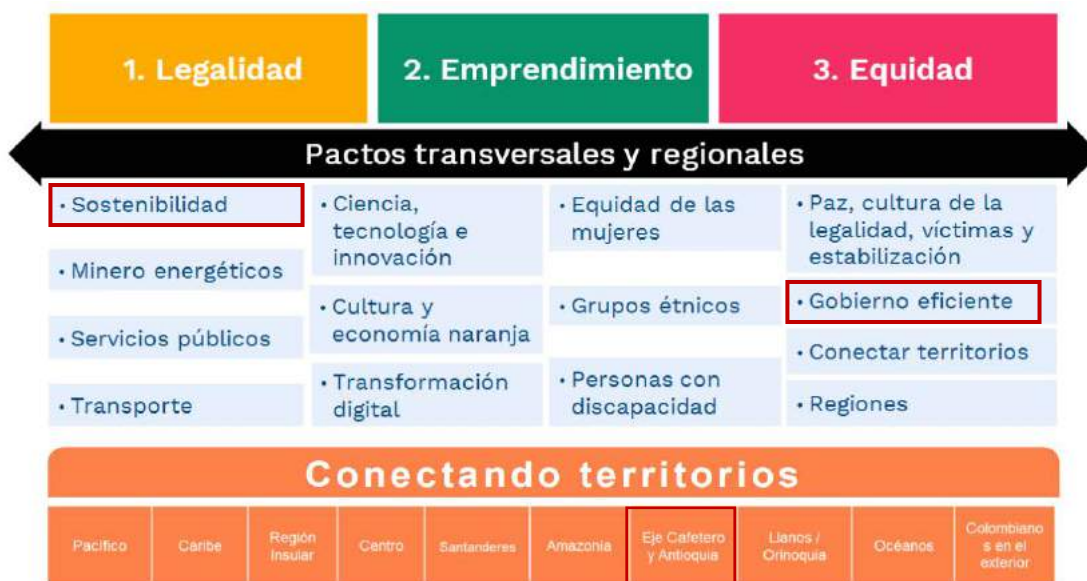 1. Legalidad
2. Emprendimiento
3. Equidad
Pactos transversales y regionales
• Sostenibilidad
• Minero energéticos
• Servicios públicos
• Transporte
• Ciencia,
tecnología e
innovación
• Cultura y
economía naranja
• Transformación
digital
• Equidad de las
mujeres
• Grupos étnicos
• Personas con
discapacidad
• Paz, cultura de la
legalidad, víctimas y
estabilización
• Gobierno eficiente
• Conectar territorios
• Regiones
Conectando territorios
Pacífico
Caribe
Región
Insular
Centro
Santanderes
Amazonia
Eje Cafetero
y Antioquia
Llanos /
Orinoquia
Océanos
Colombiano
s en el
exterior